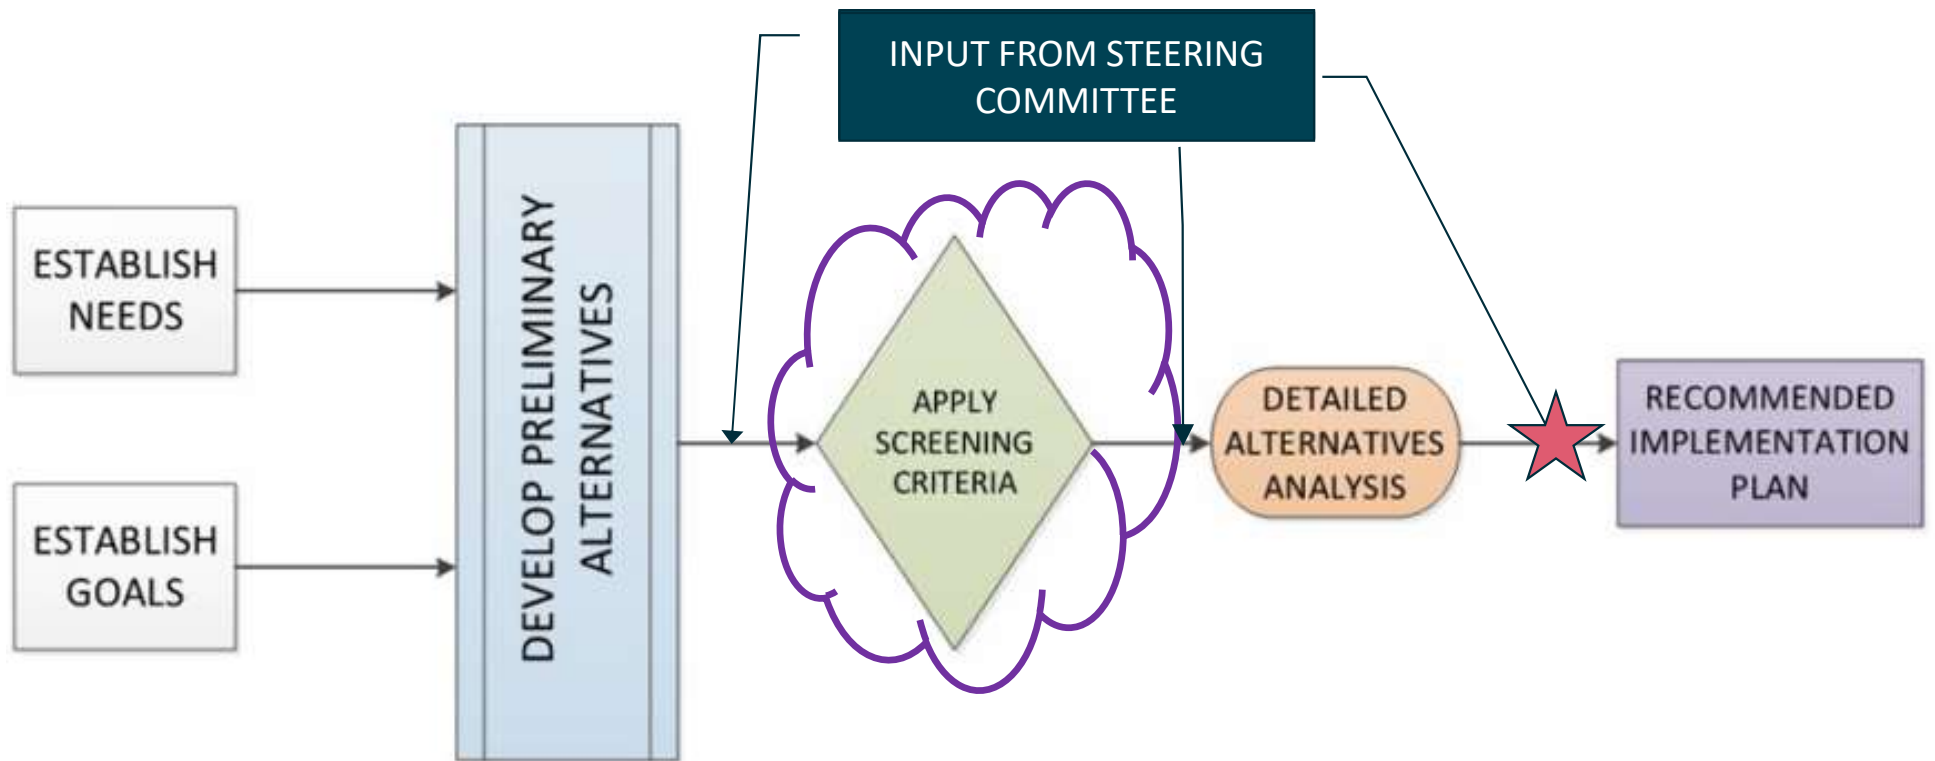 INPUT FROM STEERING
COMMITTEE
ESTABLISH
NEEDS
ESTABLISH
GOALS
DEVELOP PRELIMINARY
ALTERNATIVES
APPLY
SCREENING
CRITERIA
DETAILED
ALTERNATIVES
ANALYSIS
RECOMMENDED
IMPLEMENTATION
PLAN